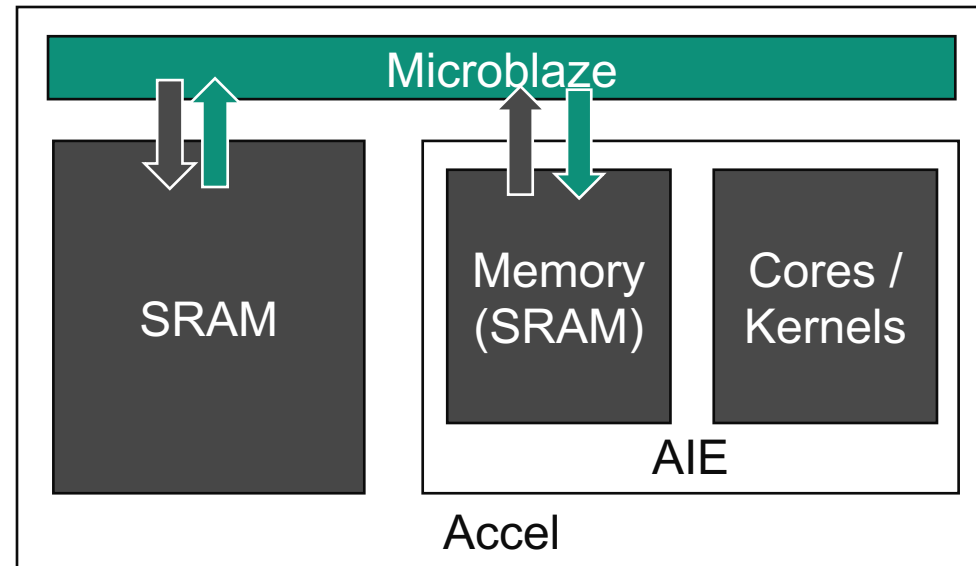 Microblaze
SRAM
Memory
(SRAM)
Cores /
Kernels
AIE
Accel